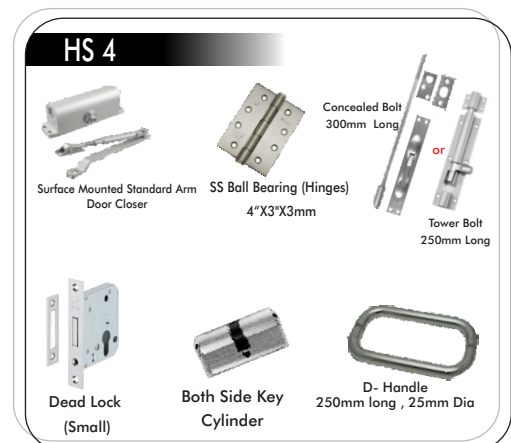 HS 4
Surface Mounted Standard Arm
Door Closer
SS Ball Bearing (Hinges)
4“X3"X3mm
Concealed Bolt
300mm Long
or
Tower Bolt
250mm Long
Dead Lock
(Small)
Both Side Key
Cylinder
D- Handle
250mm long , 25mm Dia